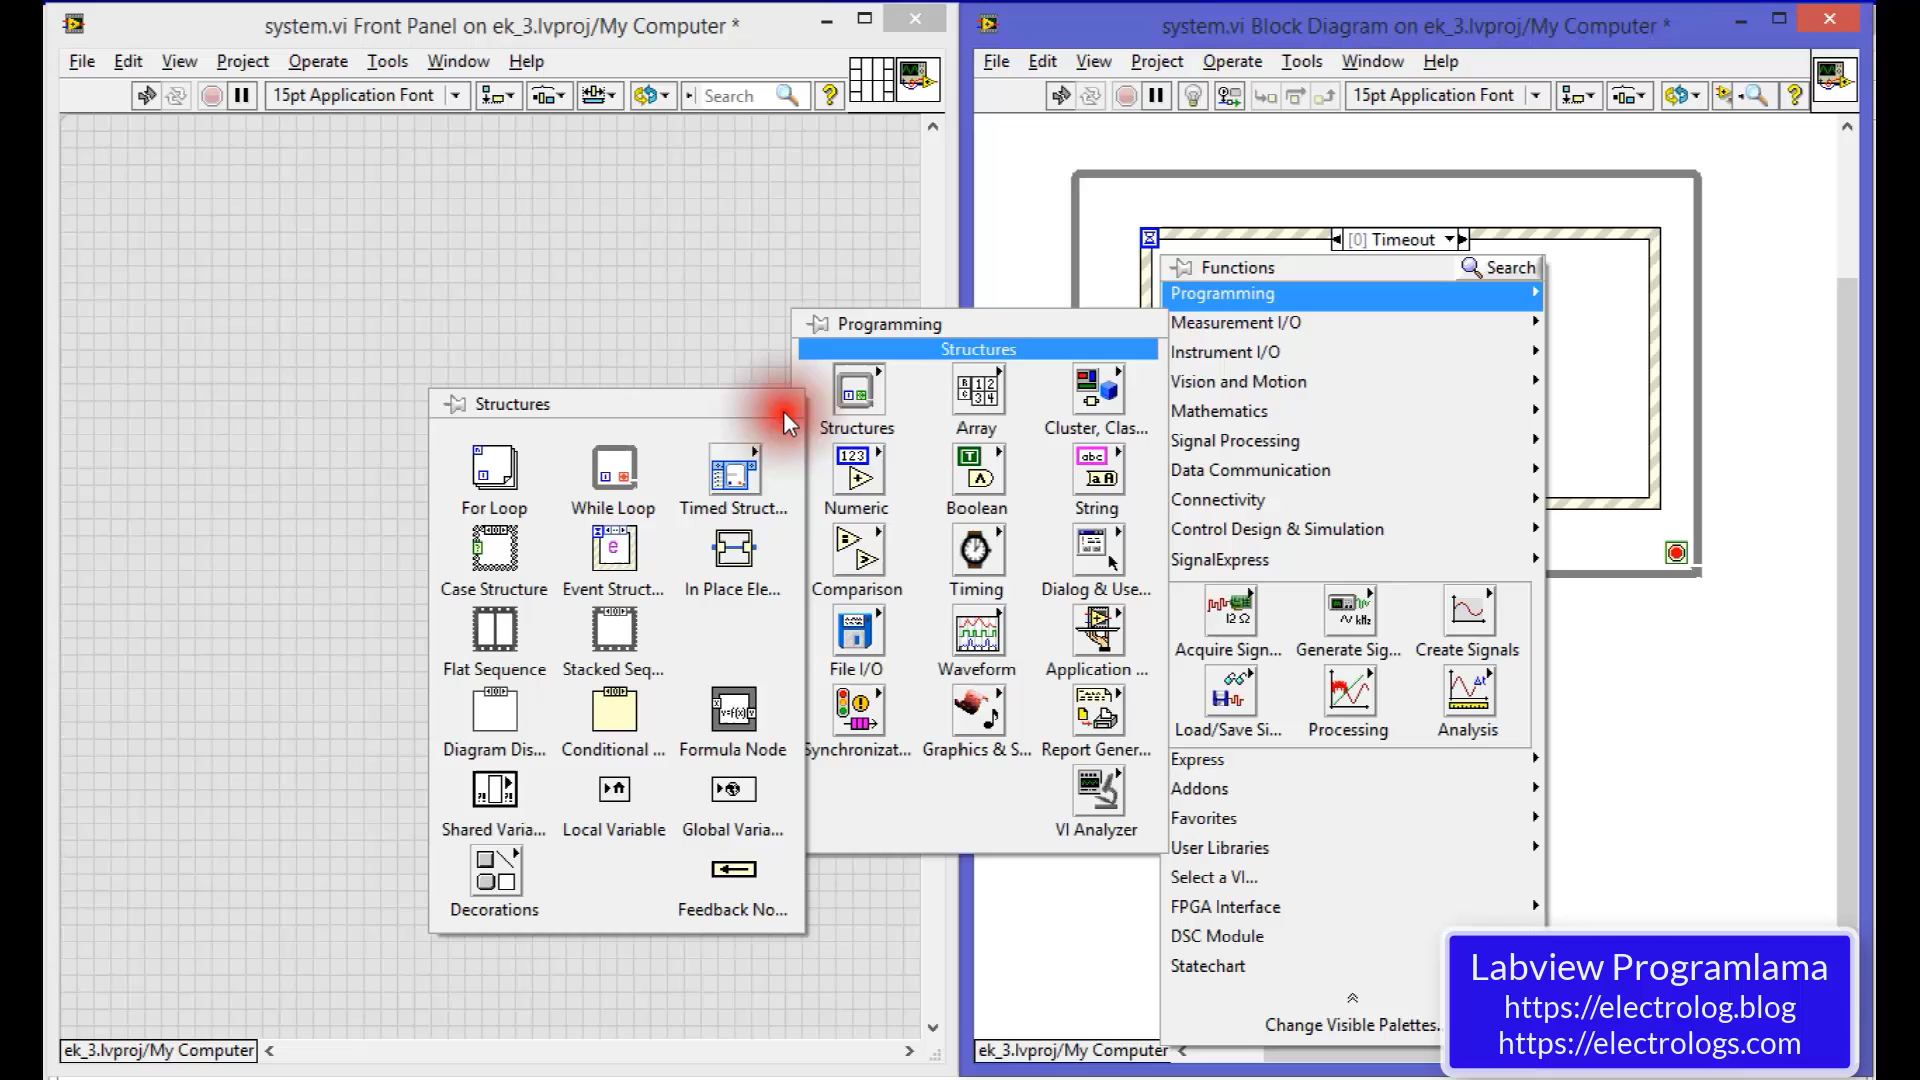 system.vi Front Panel on ek_3.lvproj/My Computer *
File Edit View Project Operate Tools Window Help
15pt Application Font
Search
system.vi Block Diagram on ek_3.lvproj/My Computer *
File Edit View Project Operate Tools Window Help
15pt Application Font
[0] Timeout
Functions
Search
Programming
Measurement I/O
Instrument I/O
Vision and Motion
Mathematics
Signal Processing
Data Communication
Connectivity
Control Design & Simulation
SignalExpress
Acquire Sign... Generate Sig... Create Signals
Load/Save Si... Processing Analysis
Express
Addons
Favorites
User Libraries
Select a VI...
FPGA Interface
DSC Module
Statechart
Change Visible Palettes...
Programming
Structures
Structures Array Cluster, Clas...
Numeric Boolean String
Comparison Timing Dialog & Use...
File I/O Waveform Application ...
Synchronizat... Graphics & S... Report Gener...
VI Analyzer
Structures
For Loop While Loop Timed Struct...
Case Structure Event Struct... In Place Ele...
Flat Sequence Stacked Seq...
Diagram Dis... Conditional ... Formula Node
Shared Varia... Local Variable Global Varia...
Decorations Feedback No...
ek_3.lvproj/My Computer
ek_3.lvproj/My Computer
Labview Programlama
https://electrolog.blog
https://electrologs.com